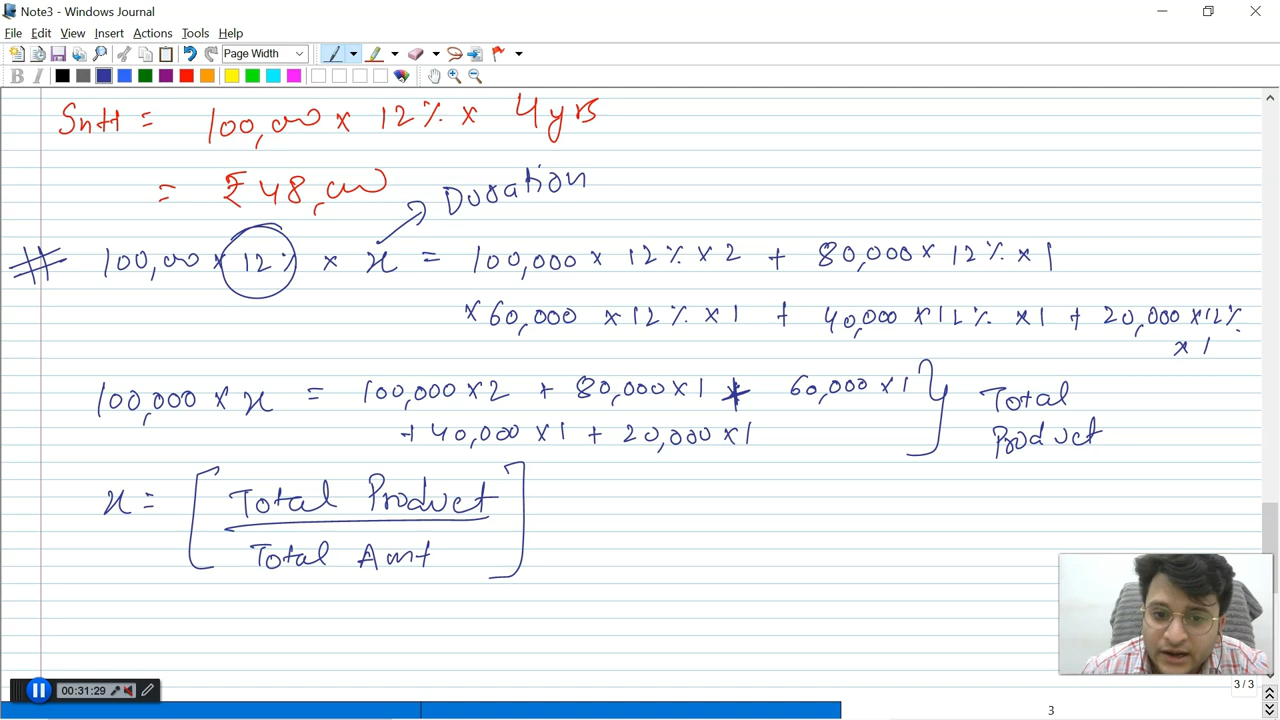 Note3 - Windows Journal
File Edit View Insert Actions Tools Help
Page Width
B I
Intt = 100,000 x 12% x 4yrs
= ₹48,000
Duration
# 100,000 x 12% x x = 100,000 x 12% x 2 + 80,000 x 12% x 1
x 60,000 x 12% x 1 + 40,000 x 12% x 1 + 20,000 x 12%
x 1
100,000 x x = 100,000 x 2 + 80,000 x 1 + 60,000 x 1 } Total
+ 40,000 x 1 + 20,000 x 1 Product
x = [ Total Product
Total Amt ]
00:31:29
3 / 3
3